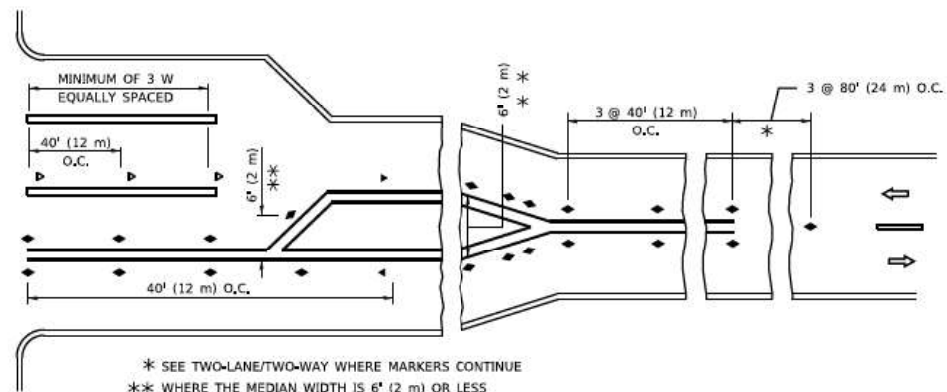 MINIMUM OF 3 W
EQUALLY SPACED
40' (12 m)
O.C.
6' (2 m)
**
6' (2 m)
* *
3 @ 40' (12 m)
O.C.
3 @ 80' (24 m) O.C.
*
40' (12 m) O.C.
* SEE TWO-LANE/TWO-WAY WHERE MARKERS CONTINUE
** WHERE THE MEDIAN WIDTH IS 6' (2 m) OR LESS